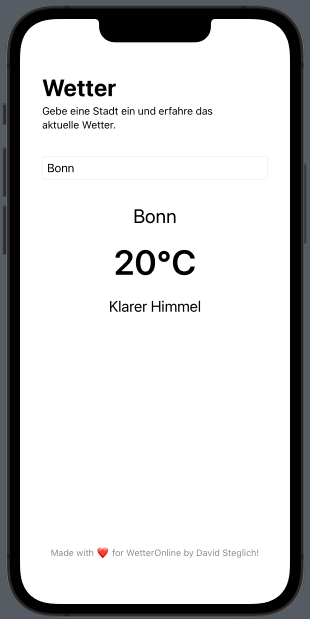 Wetter
Gebe eine Stadt ein und erfahre das
aktuelle Wetter.
Bonn
Bonn
20°C
Klarer Himmel
Made with ❤️ for WetterOnline by David Steglich!